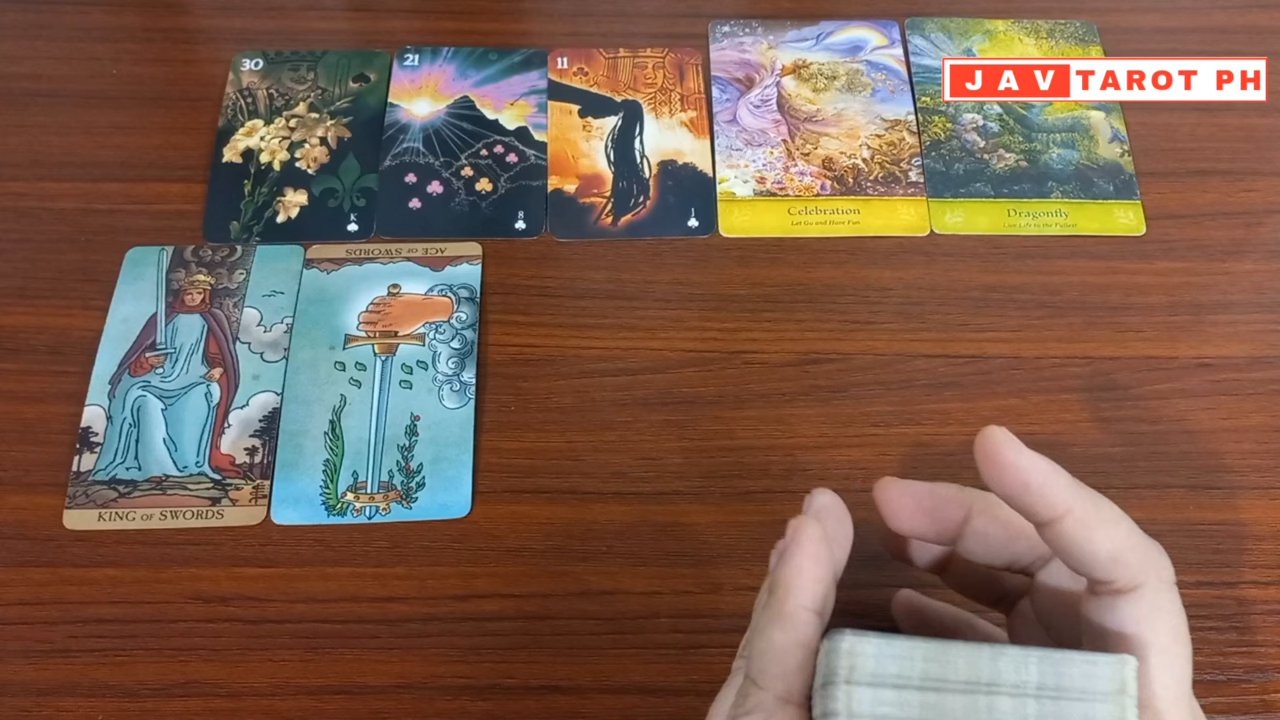 30
K
21
8
11
J
Celebration
Let Go and Have Fun
Dragonfly
Live Life to the Fullest
JAV TAROT PH
KING OF SWORDS
ACE OF SWORDS